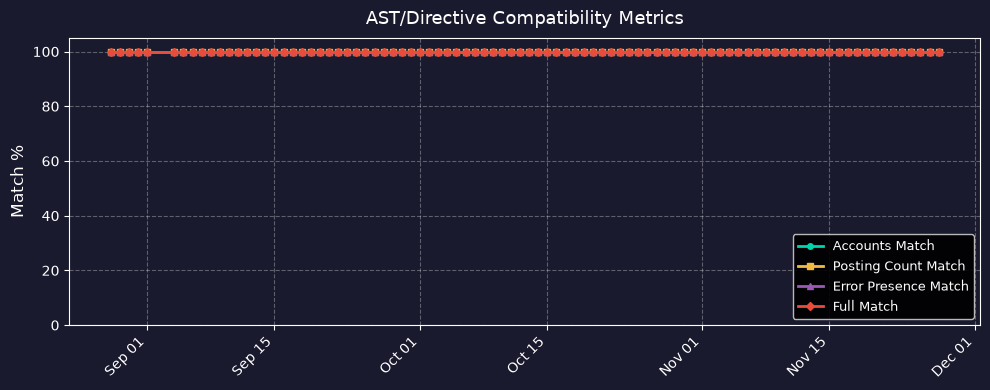 AST/Directive Compatibility Metrics
Match %
100
80
60
40
20
0
Accounts Match
Posting Count Match
Error Presence Match
Full Match
Sep 01
Sep 15
Oct 01
Oct 15
Nov 01
Nov 15
Dec 01